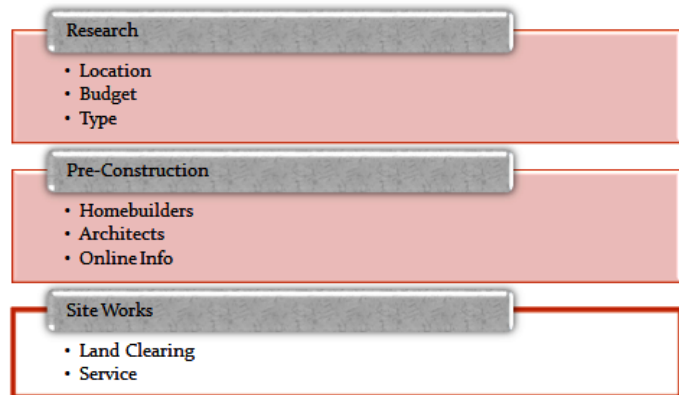 Research
• Location
• Budget
• Type
Pre-Construction
• Homebuilders
• Architects
• Online Info
Site Works
• Land Clearing
• Service